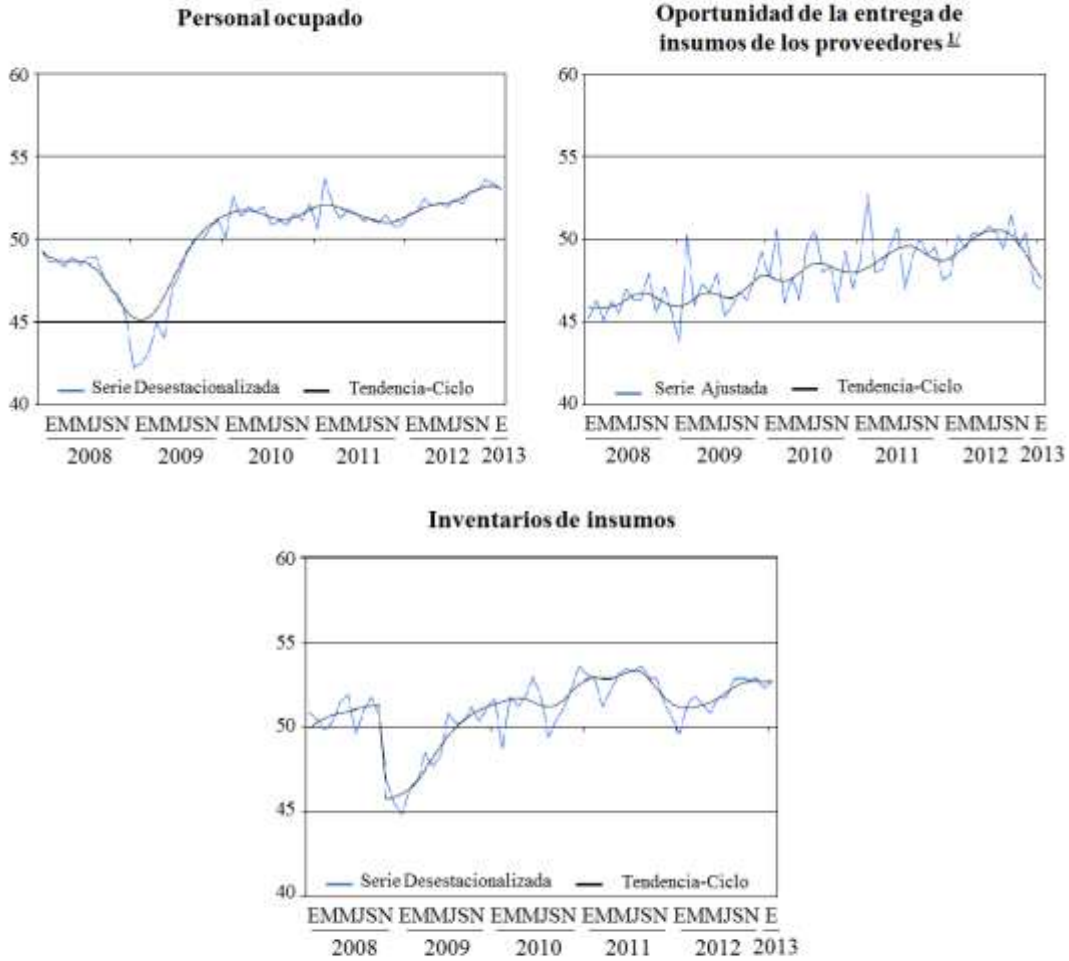 Personal ocupado
60
55
50
45
40
Serie Desestacionalizada
Tendencia-Ciclo
EMMJSN EMMJSN EMMJSN EMMJSN EMMJSN E
2008 2009 2010 2011 2012 2013
Oportunidad de la entrega de
insumos de los proveedores 1/
60
55
50
45
40
Serie Ajustada
Tendencia-Ciclo
EMMJSN EMMJSN EMMJSN EMMJSN EMMJSN E
2008 2009 2010 2011 2012 2013
Inventarios de insumos
60
55
50
45
40
Serie Desestacionalizada
Tendencia-Ciclo
EMMJSN EMMJSN EMMJSN EMMJSN EMMJSN E
2008 2009 2010 2011 2012 2013